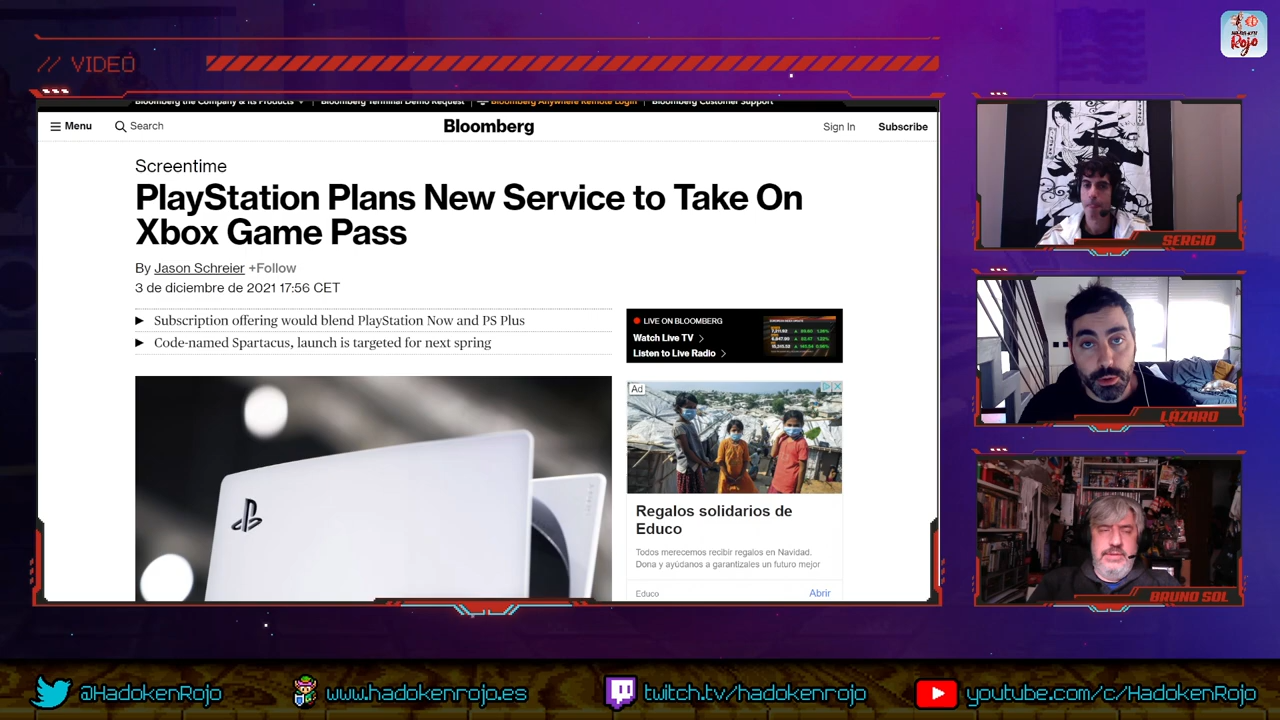 // VIDEO
Rojo
Bloomberg the Company & Its Products
Bloomberg Terminal Demo Request
Bloomberg Anywhere Remote Login
Bloomberg Customer Support
Menu
Search
Bloomberg
Sign In
Subscribe
Screentime
PlayStation Plans New Service to Take On
Xbox Game Pass
By Jason Schreier +Follow
3 de diciembre de 2021 17:56 CET
Subscription offering would blend PlayStation Now and PS Plus
Code-named Spartacus, launch is targeted for next spring
LIVE ON BLOOMBERG
Watch Live TV
Listen to Live Radio
Ad
Regalos solidarios de
Educo
Todos merecemos recibir regalos en Navidad.
Dona y ayúdanos a garantizales un futuro mejor
Educo
Abrir
SERGIO
LÁZARO
BRUNO SOL
@HadokenRojo
www.hadokenrojo.es
twitch.tv/hadokenrojo
youtube.com/c/HadokenRojo